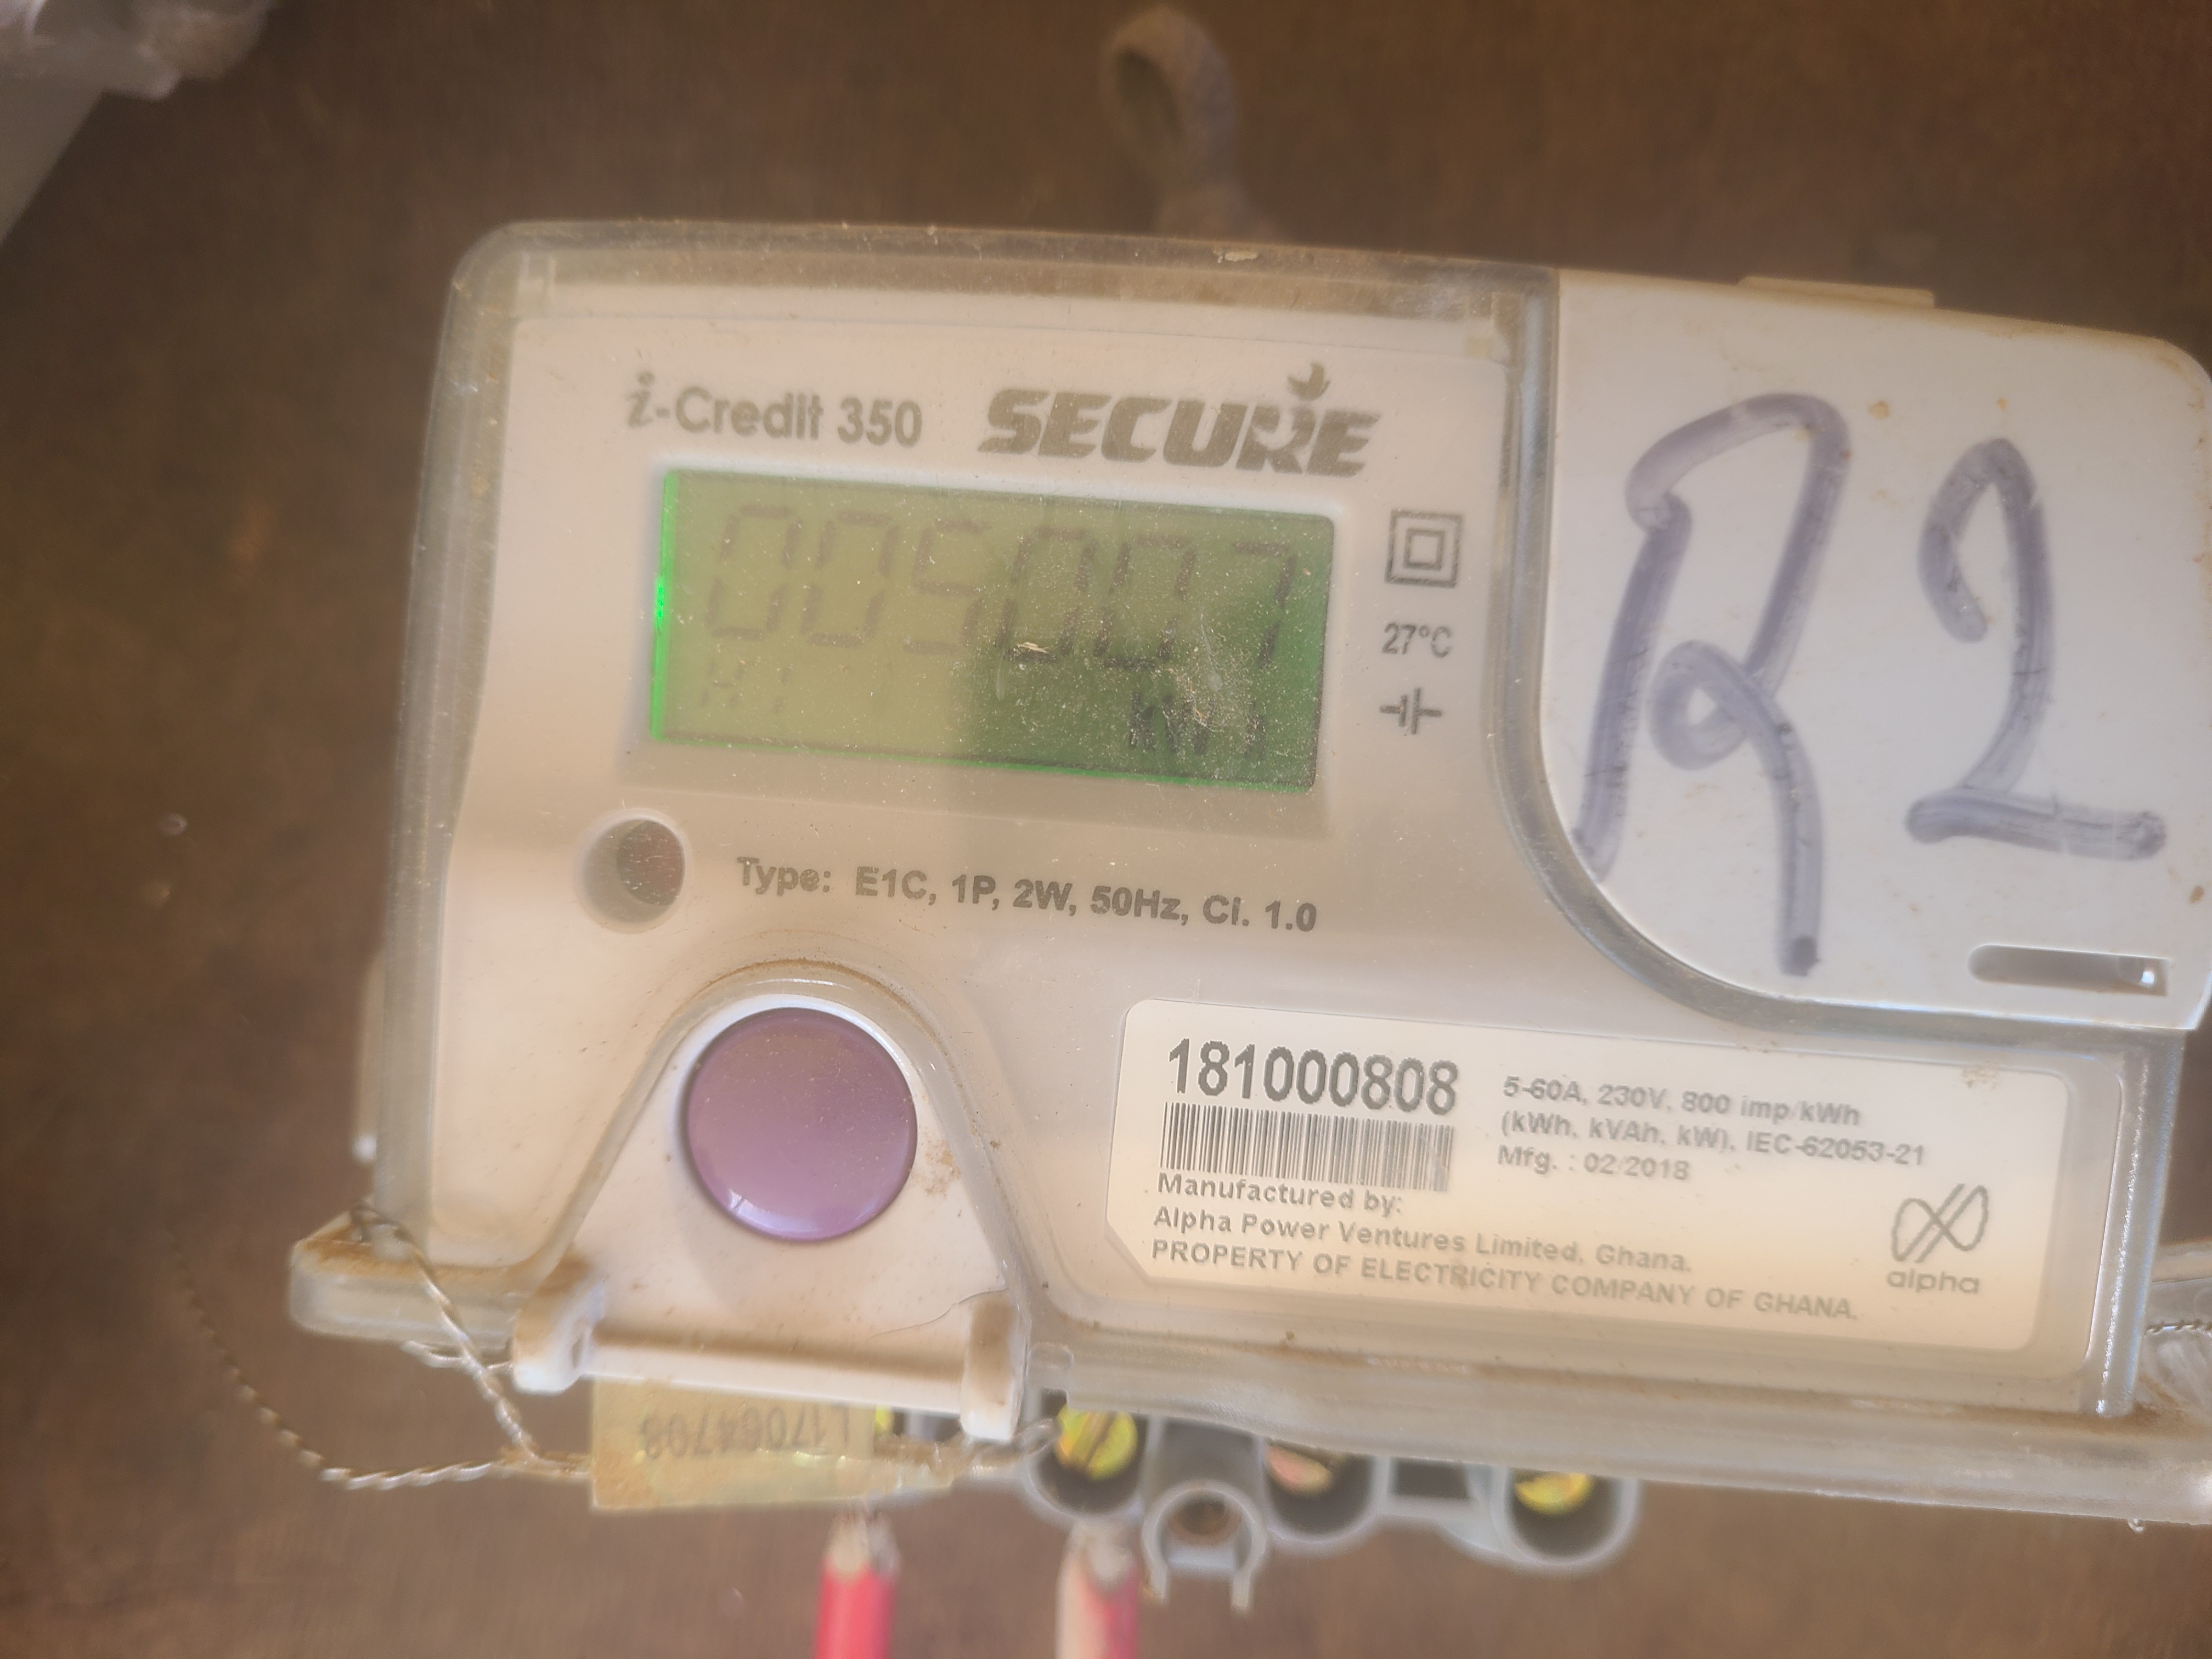 i-Credit 350 SECURE
005007
kWh
27°C
R2
Type: E1C, 1P, 2W, 50Hz, Cl. 1.0
181000808
5-60A, 230V, 800 imp/kWh
(kWh, kVAh, kW), IEC-62053-21
Mfg. : 02/2018
Manufactured by:
Alpha Power Ventures Limited, Ghana.
PROPERTY OF ELECTRICITY COMPANY OF GHANA.
alpha
L17064708